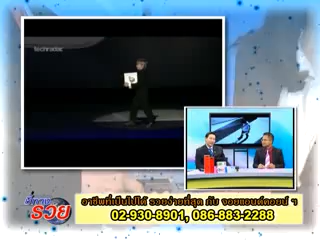 techradar.
รวย
อาชีพที่เป็นไปได้ รวยง่ายที่สุด กับ จอยแอนด์คอยน์ ๆ
02-930-8901, 086-883-2288